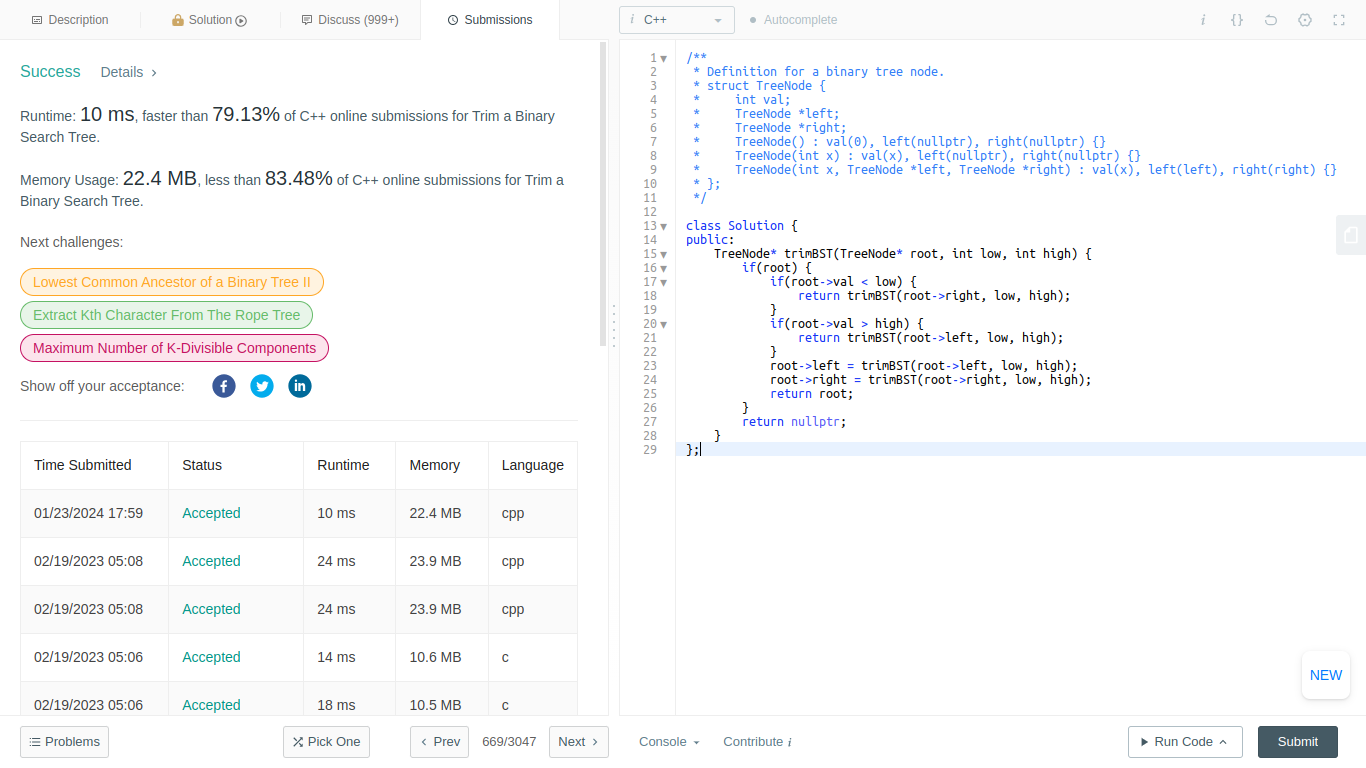 Description
Solution
Discuss (999+)
Submissions
i C++
Autocomplete
i {}
Success Details
Runtime: 10 ms, faster than 79.13% of C++ online submissions for Trim a Binary
Search Tree.
Memory Usage: 22.4 MB, less than 83.48% of C++ online submissions for Trim a
Binary Search Tree.
Next challenges:
Lowest Common Ancestor of a Binary Tree II
Extract Kth Character From The Rope Tree
Maximum Number of K-Divisible Components
Show off your acceptance: f in
Time Submitted Status Runtime Memory Language
01/23/2024 17:59 Accepted 10 ms 22.4 MB cpp
02/19/2023 05:08 Accepted 24 ms 23.9 MB cpp
02/19/2023 05:08 Accepted 24 ms 23.9 MB cpp
02/19/2023 05:06 Accepted 14 ms 10.6 MB c
02/19/2023 05:06 Accepted 18 ms 10.5 MB c
1 /**
2  * Definition for a binary tree node.
3  * struct TreeNode {
4  *     int val;
5  *     TreeNode *left;
6  *     TreeNode *right;
7  *     TreeNode() : val(0), left(nullptr), right(nullptr) {}
8  *     TreeNode(int x) : val(x), left(nullptr), right(nullptr) {}
9  *     TreeNode(int x, TreeNode *left, TreeNode *right) : val(x), left(left), right(right) {}
10  * };
11  */
12
13 class Solution {
14 public:
15     TreeNode* trimBST(TreeNode* root, int low, int high) {
16         if(root) {
17             if(root->val < low) {
18                 return trimBST(root->right, low, high);
19             }
20             if(root->val > high) {
21                 return trimBST(root->left, low, high);
22             }
23             root->left = trimBST(root->left, low, high);
24             root->right = trimBST(root->right, low, high);
25             return root;
26         }
27         return nullptr;
28     }
29 };
NEW
Problems
Pick One
Prev
669/3047
Next
Console
Contribute i
Run Code
Submit